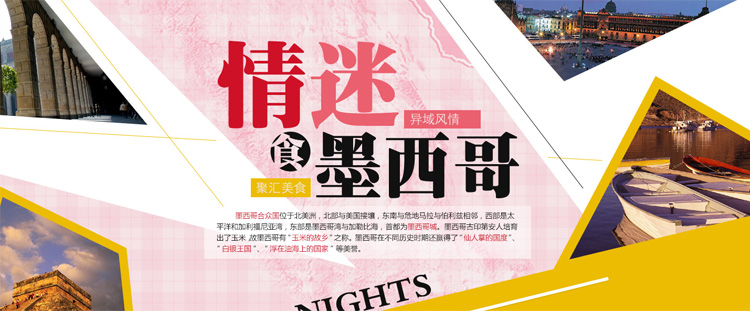 情迷
异域风情
食墨西哥
聚汇美食
墨西哥合众国位于北美洲，北部与美国接壤，东南与危地马拉与伯利兹相邻，西部是太
平洋和加利福尼亚湾，东部是墨西哥湾与加勒比海，首都为墨西哥城。墨西哥古印第安人培育
出了玉米,故墨西哥有“玉米的故乡”之称。墨西哥在不同历史时期还赢得了“仙人掌的国度”、
“白银王国”、“浮在油海上的国家”等美誉。
NIGHTS